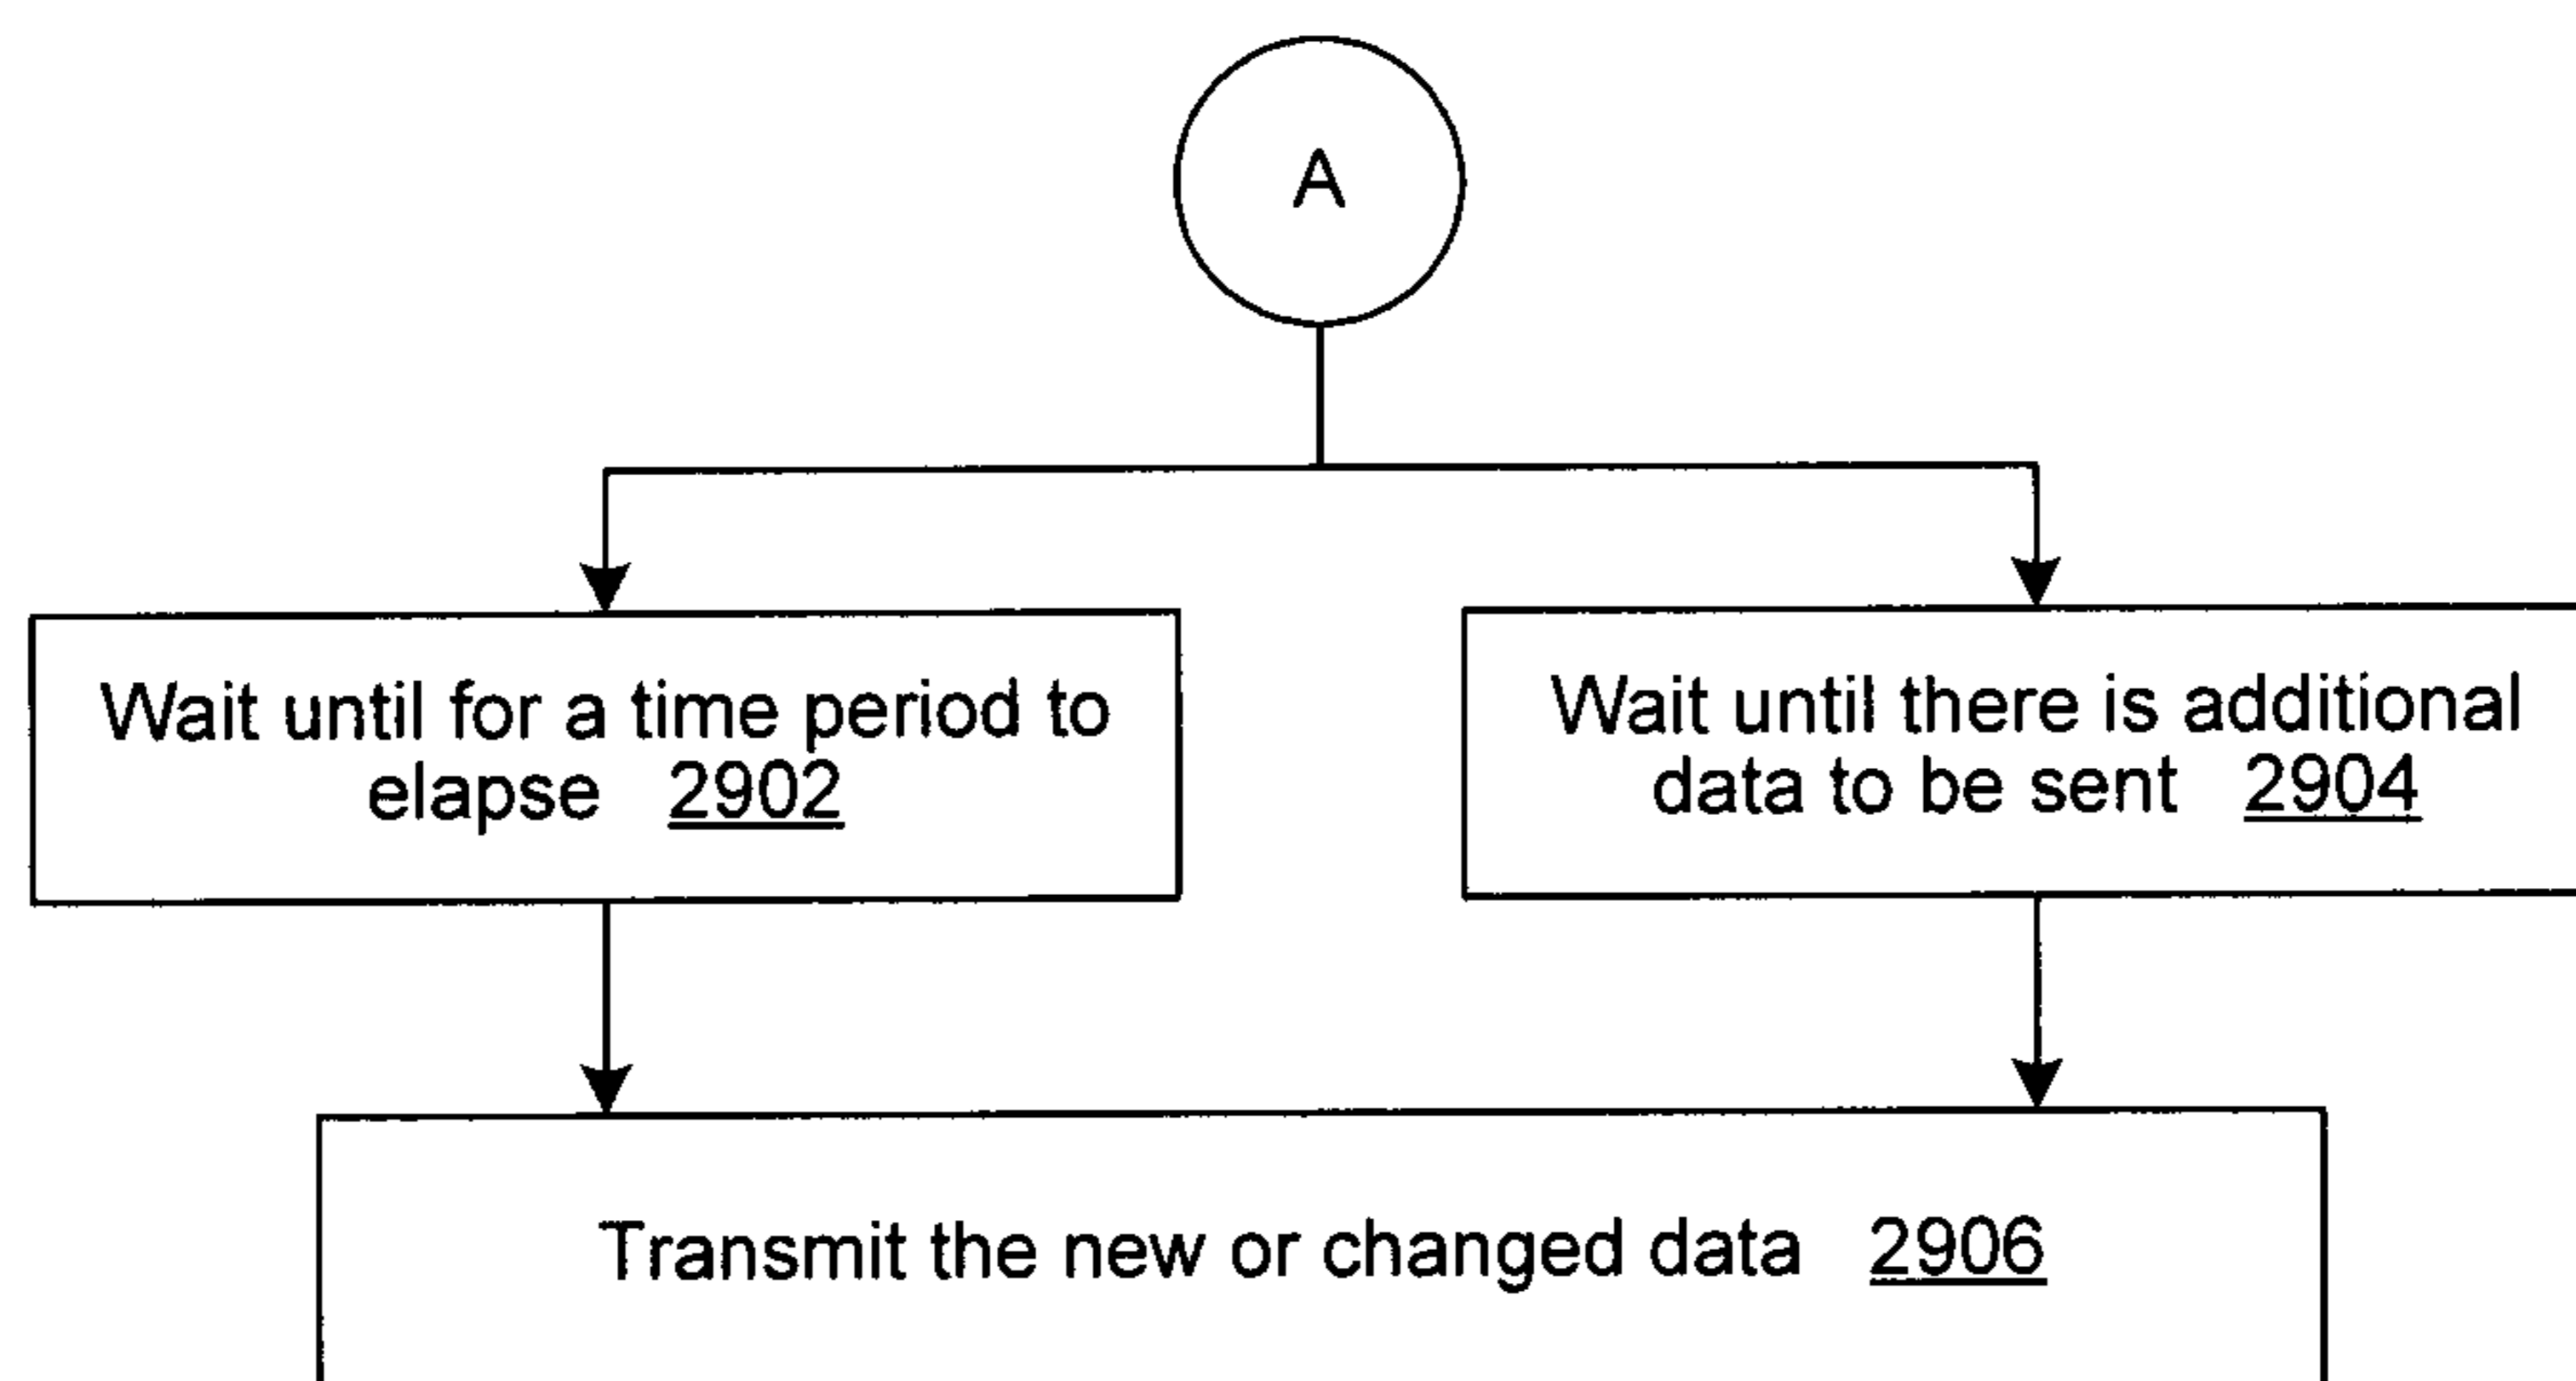 A
Wait until for a time period to
elapse 2902
Wait until there is additional
data to be sent 2904
Transmit the new or changed data 2906